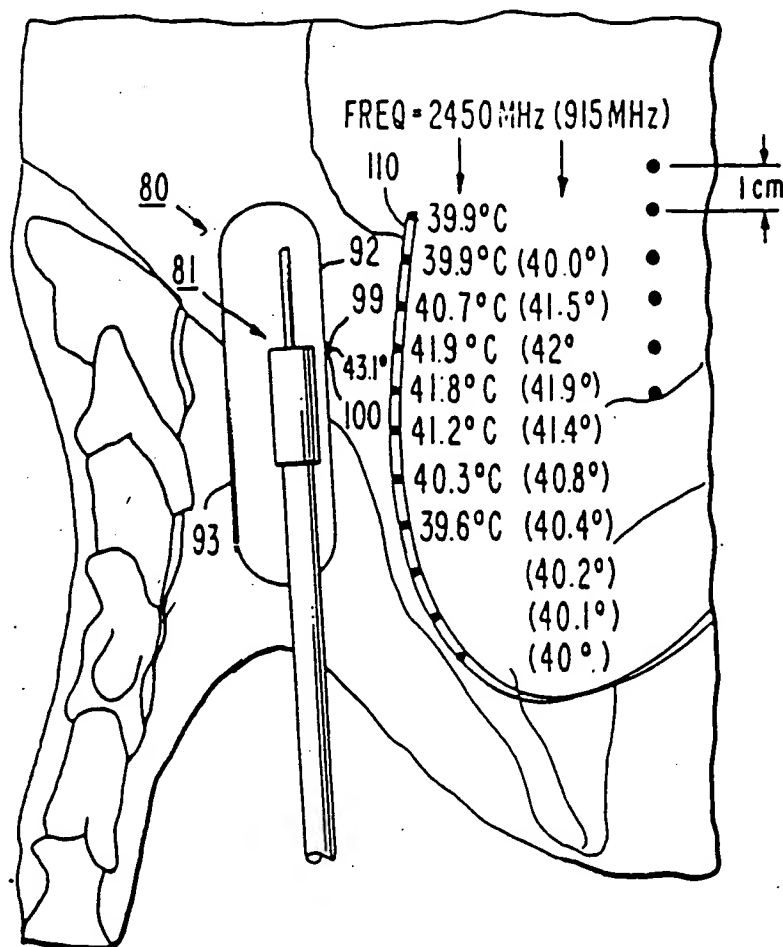 FREQ = 2450 MHz (915 MHz)
110
1 cm
80
39.9°C
92
39.9°C (40.0°)
81
99
40.7°C (41.5°)
43.1°
41.9°C (42°
100
41.8°C (41.9°)
41.2°C (41.4°)
93
40.3°C (40.8°)
39.6°C (40.4°)
(40.2°)
(40.1°)
(40°.)